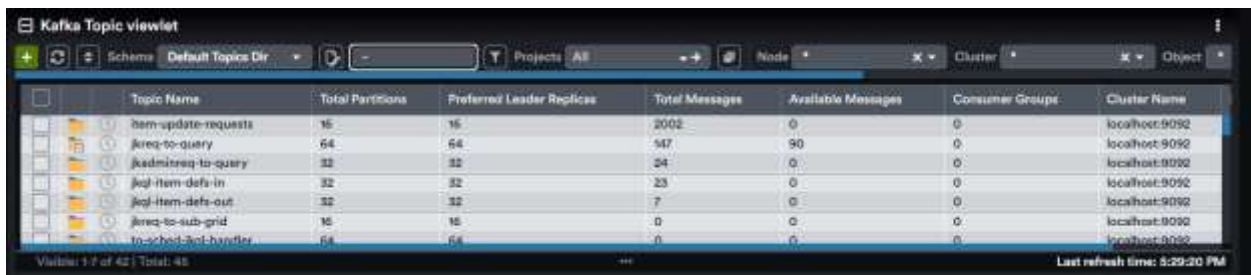 Kafka Topic viewlet
Schema Default Topics Dir - Projects All Node * Cluster * Object *
Topic Name Total Partitions Preferred Leader Replicas Total Messages Available Messages Consumer Groups Cluster Name
item-update-requests 16 16 2002 0 0 localhost:9092
jkreq-to-query 64 64 147 90 0 localhost:9092
jkadminreq-to-query 32 32 24 0 0 localhost:9092
jkql-item-defs-in 32 32 23 0 0 localhost:9092
jkql-item-defs-out 32 32 7 0 0 localhost:9092
jkreq-to-sub-grid 16 16 0 0 0 localhost:9092
to-sched-jkql-handler 64 64 0 0 0 localhost:9092
Visible: 1-7 of 42 | Total: 45 Last refresh time: 5:29:20 PM